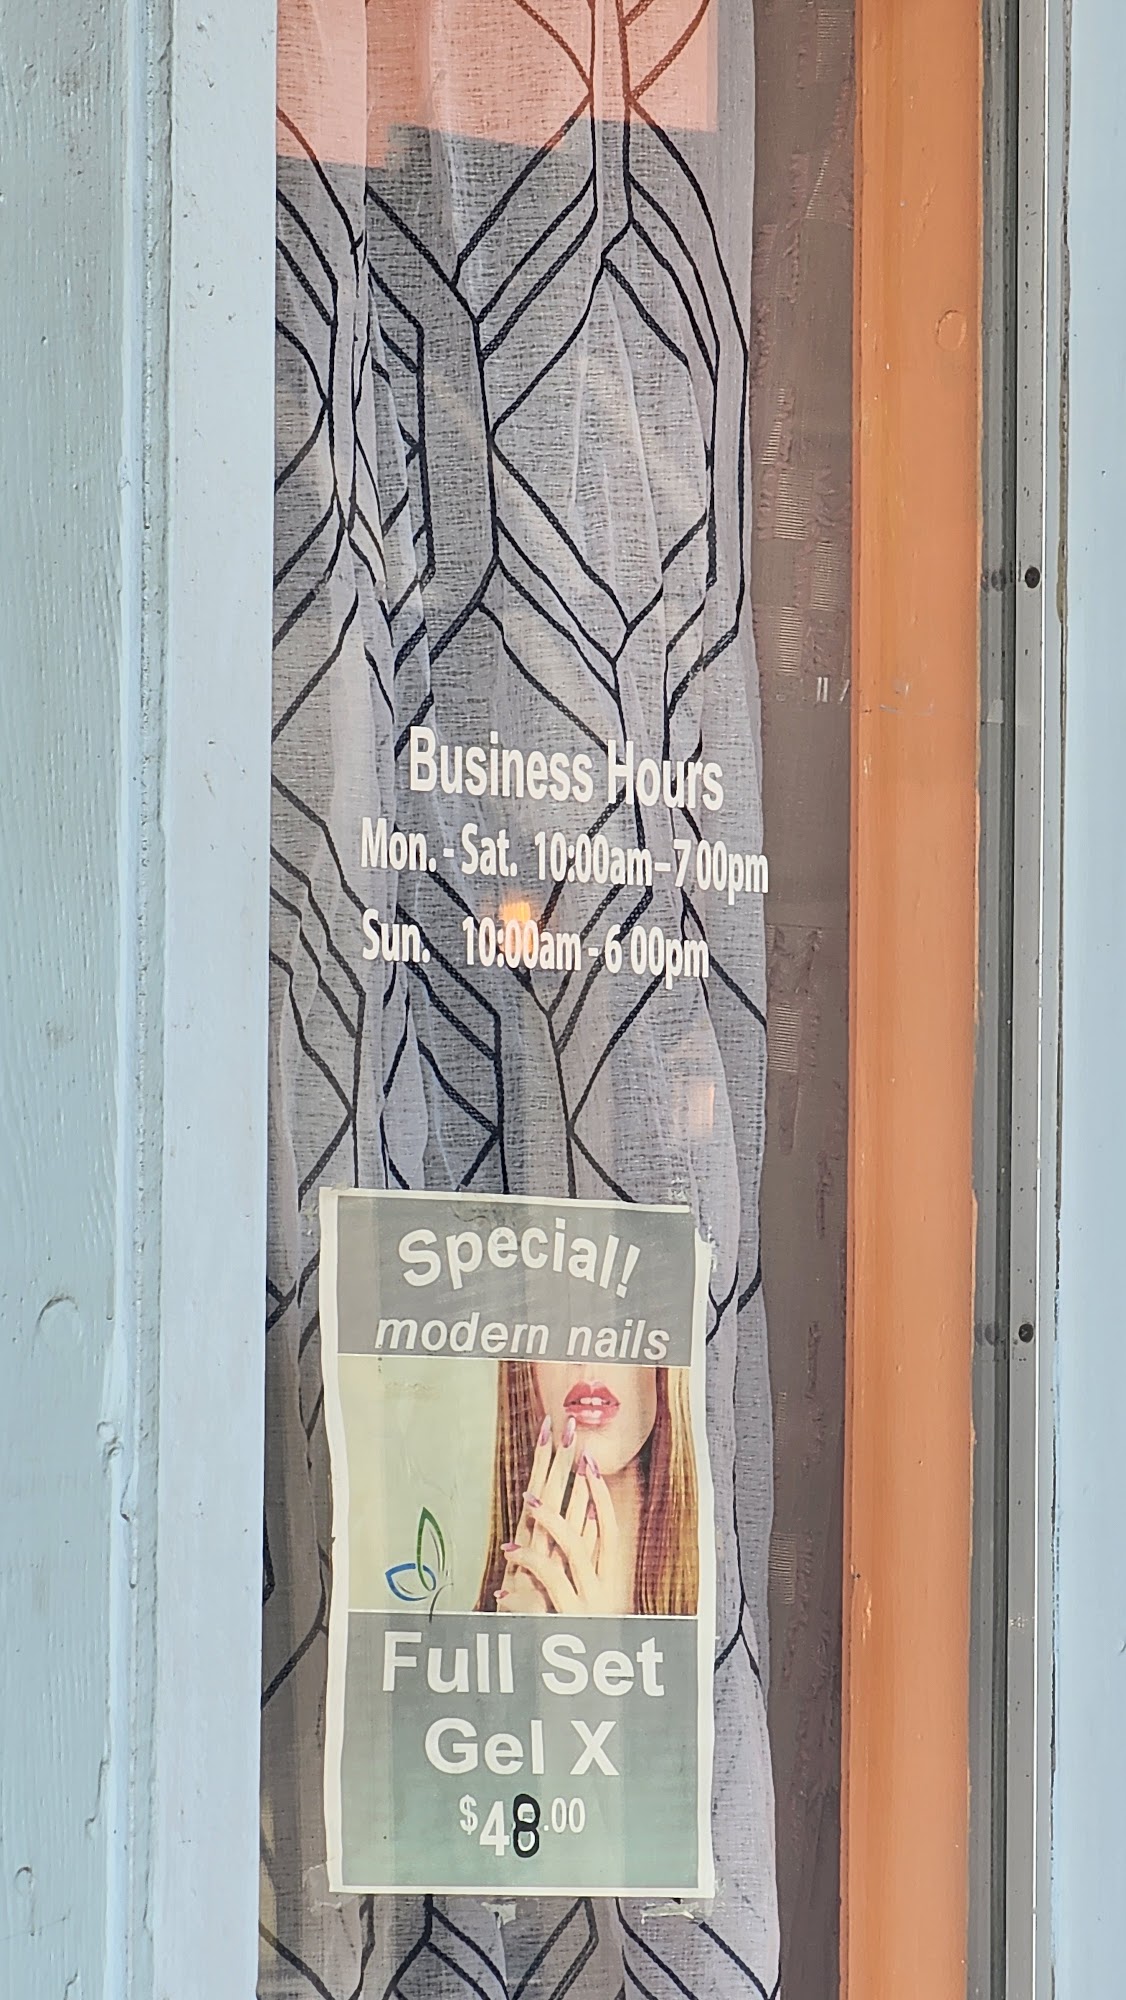 Business Hours
Mon. - Sat. 10:00am-7 00pm
Sun. 10:00am - 6 00pm
Special!
modern nails
Full Set
Gel X
$48.00